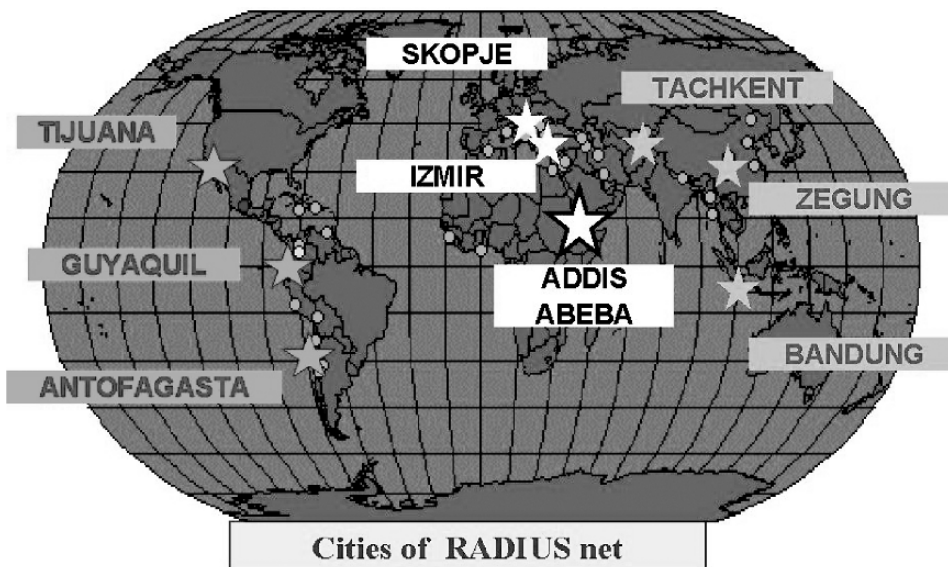 SKOPJE
TACHKENT
TIJUANA
IZMIR
ZEGUNG
GUYAQUIL
ADDIS
ABEBA
BANDUNG
ANTOFAGASTA
Cities of RADIUS net